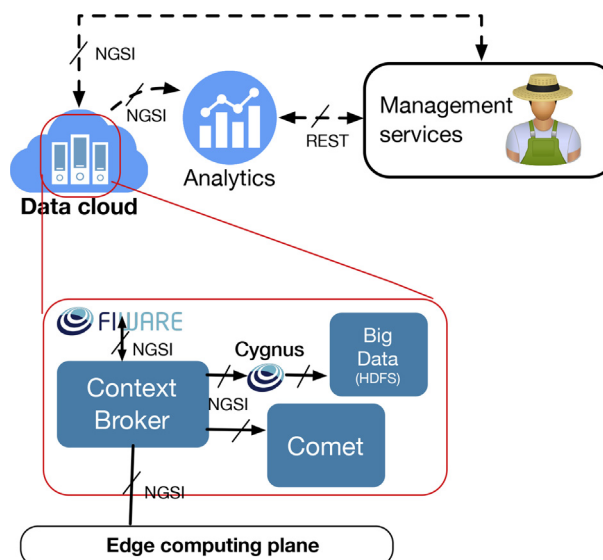 NGSI
NGSI
REST
Management
services
Analytics
Data cloud
FIWARE
NGSI
Cygnus
Big
Data
(HDFS)
Context
Broker
NGSI
Comet
NGSI
Edge computing plane